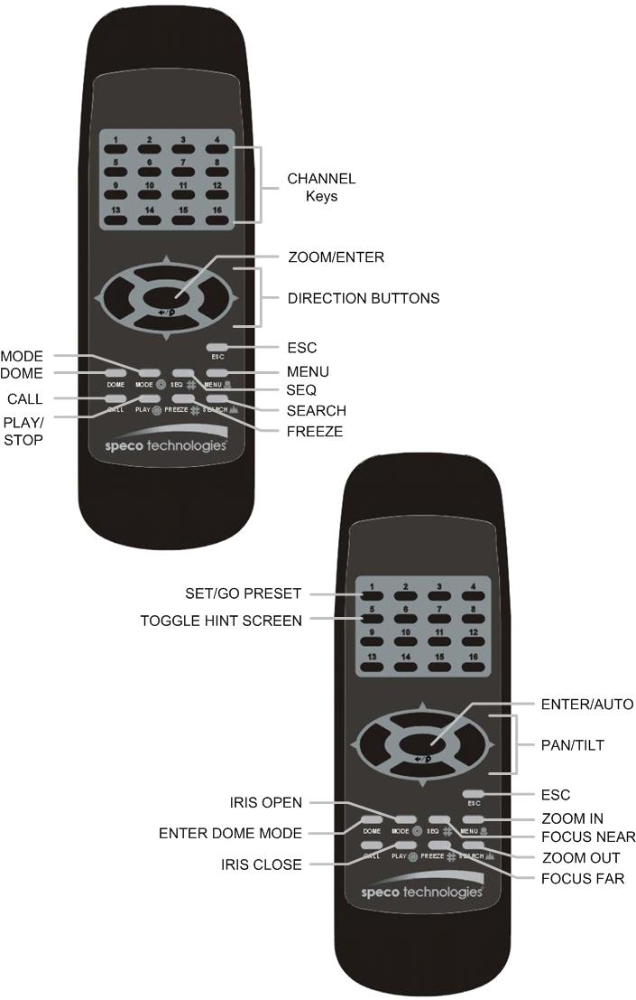 1 2 3 4
5 6 7 8
9 10 11 12
13 14 15 16
CHANNEL
Keys
ZOOM/ENTER
DIRECTION BUTTONS
ESC
ESC
MODE
DOME
MENU
DOME MODE SEQ MENU
SEQ
CALL
SEARCH
CALL PLAY FREEZE SEARCH
PLAY/
STOP
FREEZE
speco technologies
1 2 3 4
SET/GO PRESET
5 6 7 8
TOGGLE HINT SCREEN
9 10 11 12
13 14 15 16
ENTER/AUTO
PAN/TILT
ESC
ESC
IRIS OPEN
ZOOM IN
ENTER DOME MODE
DOME MODE SEQ MENU
FOCUS NEAR
CALL PLAY FREEZE SEARCH
ZOOM OUT
IRIS CLOSE
FOCUS FAR
speco technologies